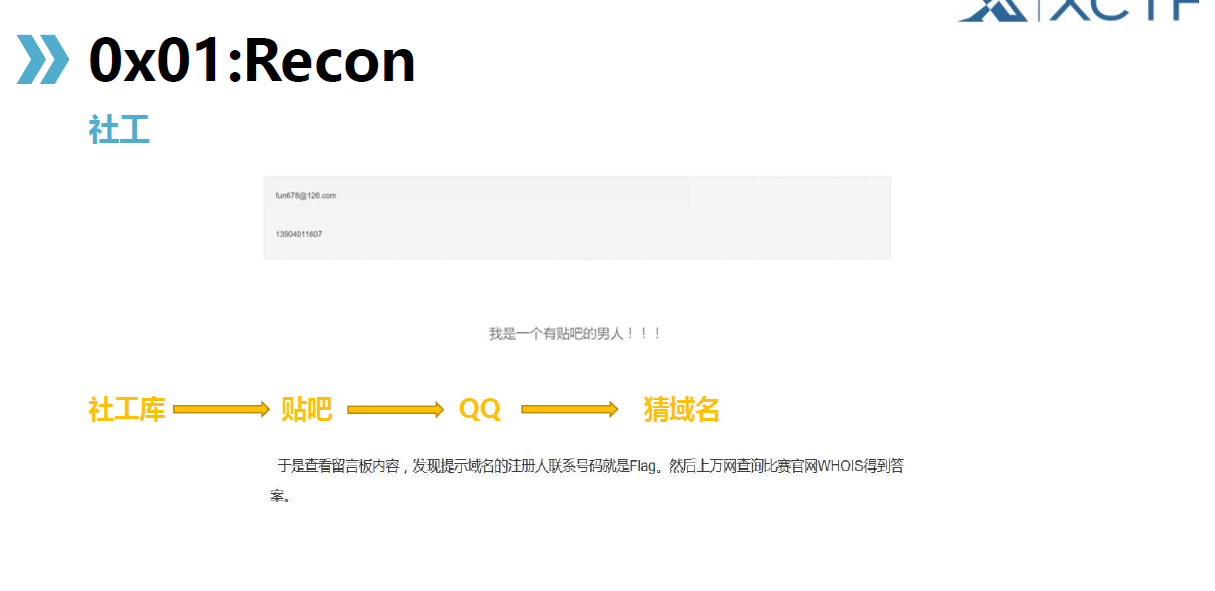 XCTF
0x01:Recon
社工
fun678@126.com
13904011607
我是一个有贴吧的男人！！！
社工库 贴吧 QQ 猜域名
于是查看留言板内容，发现提示域名的注册人联系号码就是Flag。然后上万网查询比赛官网WHOIS得到答
案。